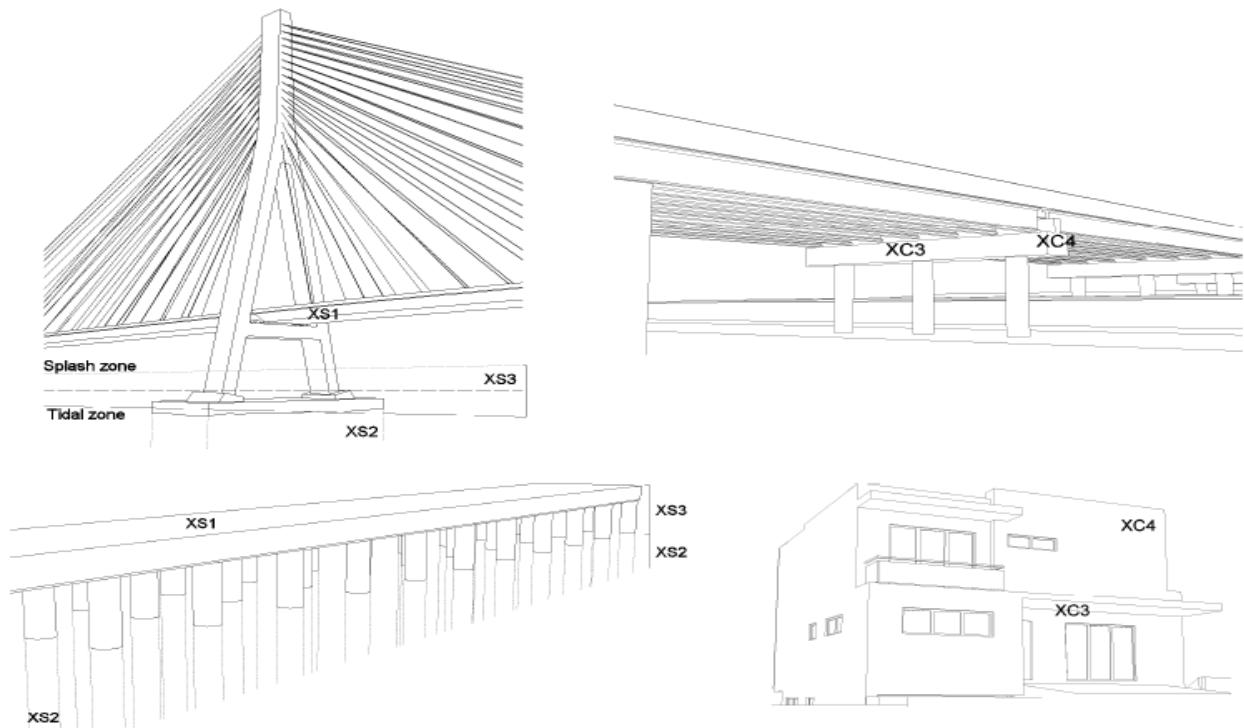 XS1
Splash zone
XS3
Tidal zone
XS2
XC3
XC4
XS1
XS3
XS2
XS2
XC4
XC3